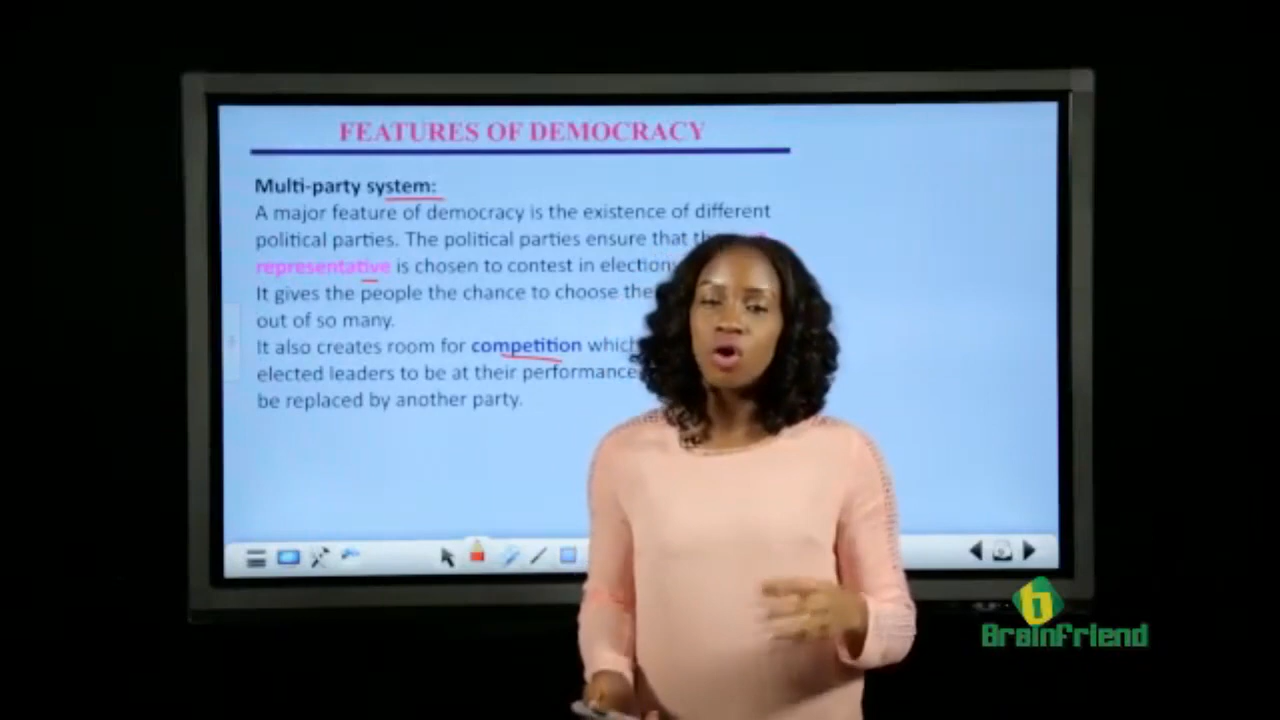 FEATURES OF DEMOCRACY
Multi-party system:
A major feature of democracy is the existence of different
political parties. The political parties ensure that
representative is chosen to contest in election
It gives the people the chance to choose
out of so many.
It also creates room for competition which
elected leaders to be at their performance
be replaced by another party.
BrainFriend